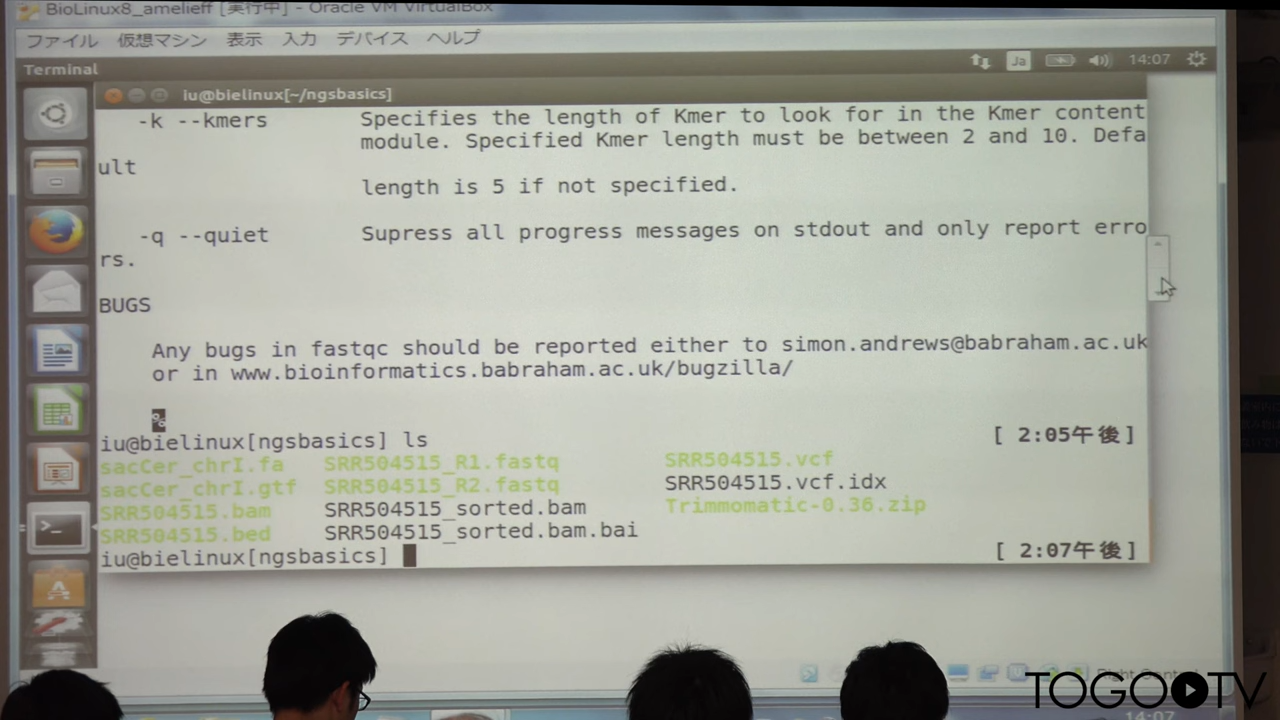 BioLinux8_amelieff [実行中] - Oracle VM VirtualBox
ファイル 仮想マシン 表示 入力 デバイス ヘルプ
Terminal Ja 14:07
iu@bielinux[~/ngsbasics]
-k --kmers Specifies the length of Kmer to look for in the Kmer content
module. Specified Kmer length must be between 2 and 10. Defa
ult
length is 5 if not specified.
-q --quiet Supress all progress messages on stdout and only report erro
rs.
BUGS
Any bugs in fastqc should be reported either to simon.andrews@babraham.ac.uk
or in www.bioinformatics.babraham.ac.uk/bugzilla/
%
iu@bielinux[ngsbasics] ls [ 2:05午後]
sacCer_chrI.fa SRR504515_R1.fastq SRR504515.vcf
sacCer_chrI.gtf SRR504515_R2.fastq SRR504515.vcf.idx
SRR504515.bam SRR504515_sorted.bam Trimmomatic-0.36.zip
SRR504515.bed SRR504515_sorted.bam.bai
iu@bielinux[ngsbasics] [ 2:07午後]
TOGOTV
14:07